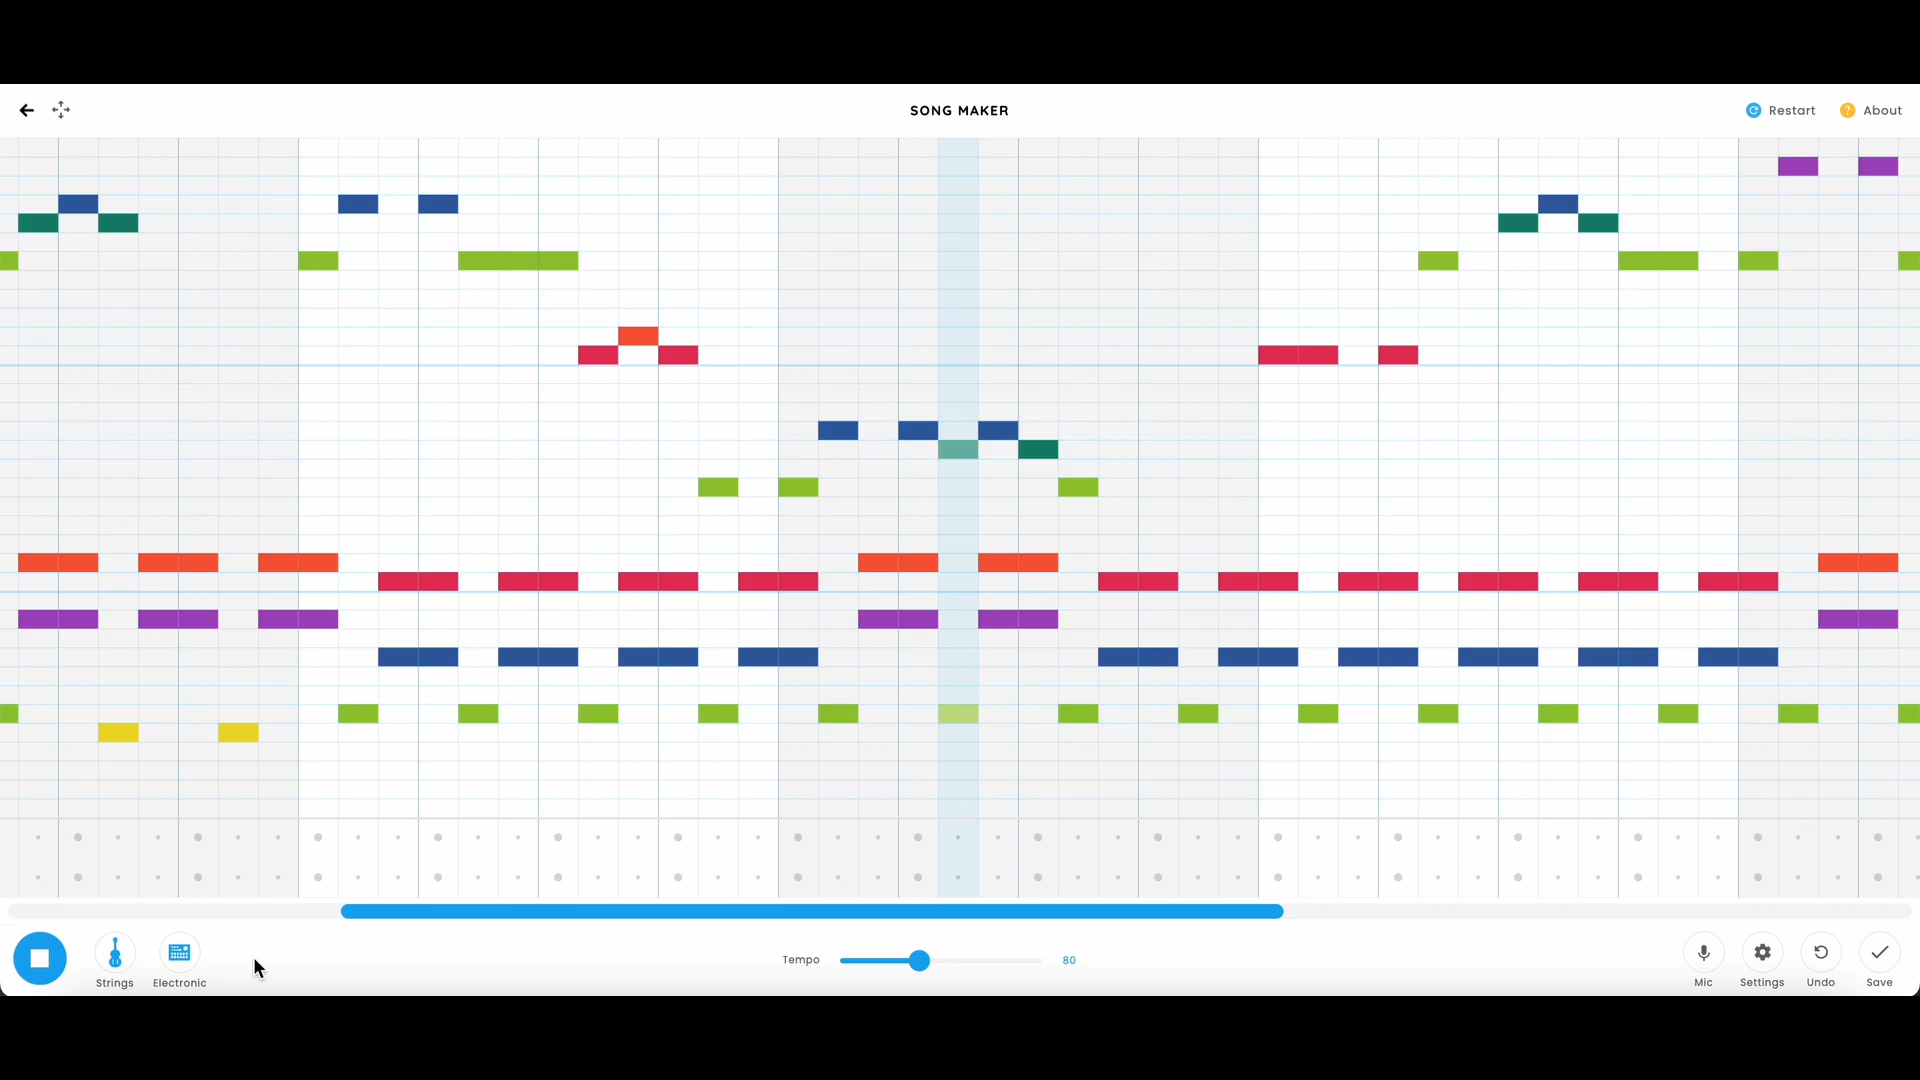 SONG MAKER
Restart
? About
Strings
Electronic
Tempo
80
Mic
Settings
Undo
Save